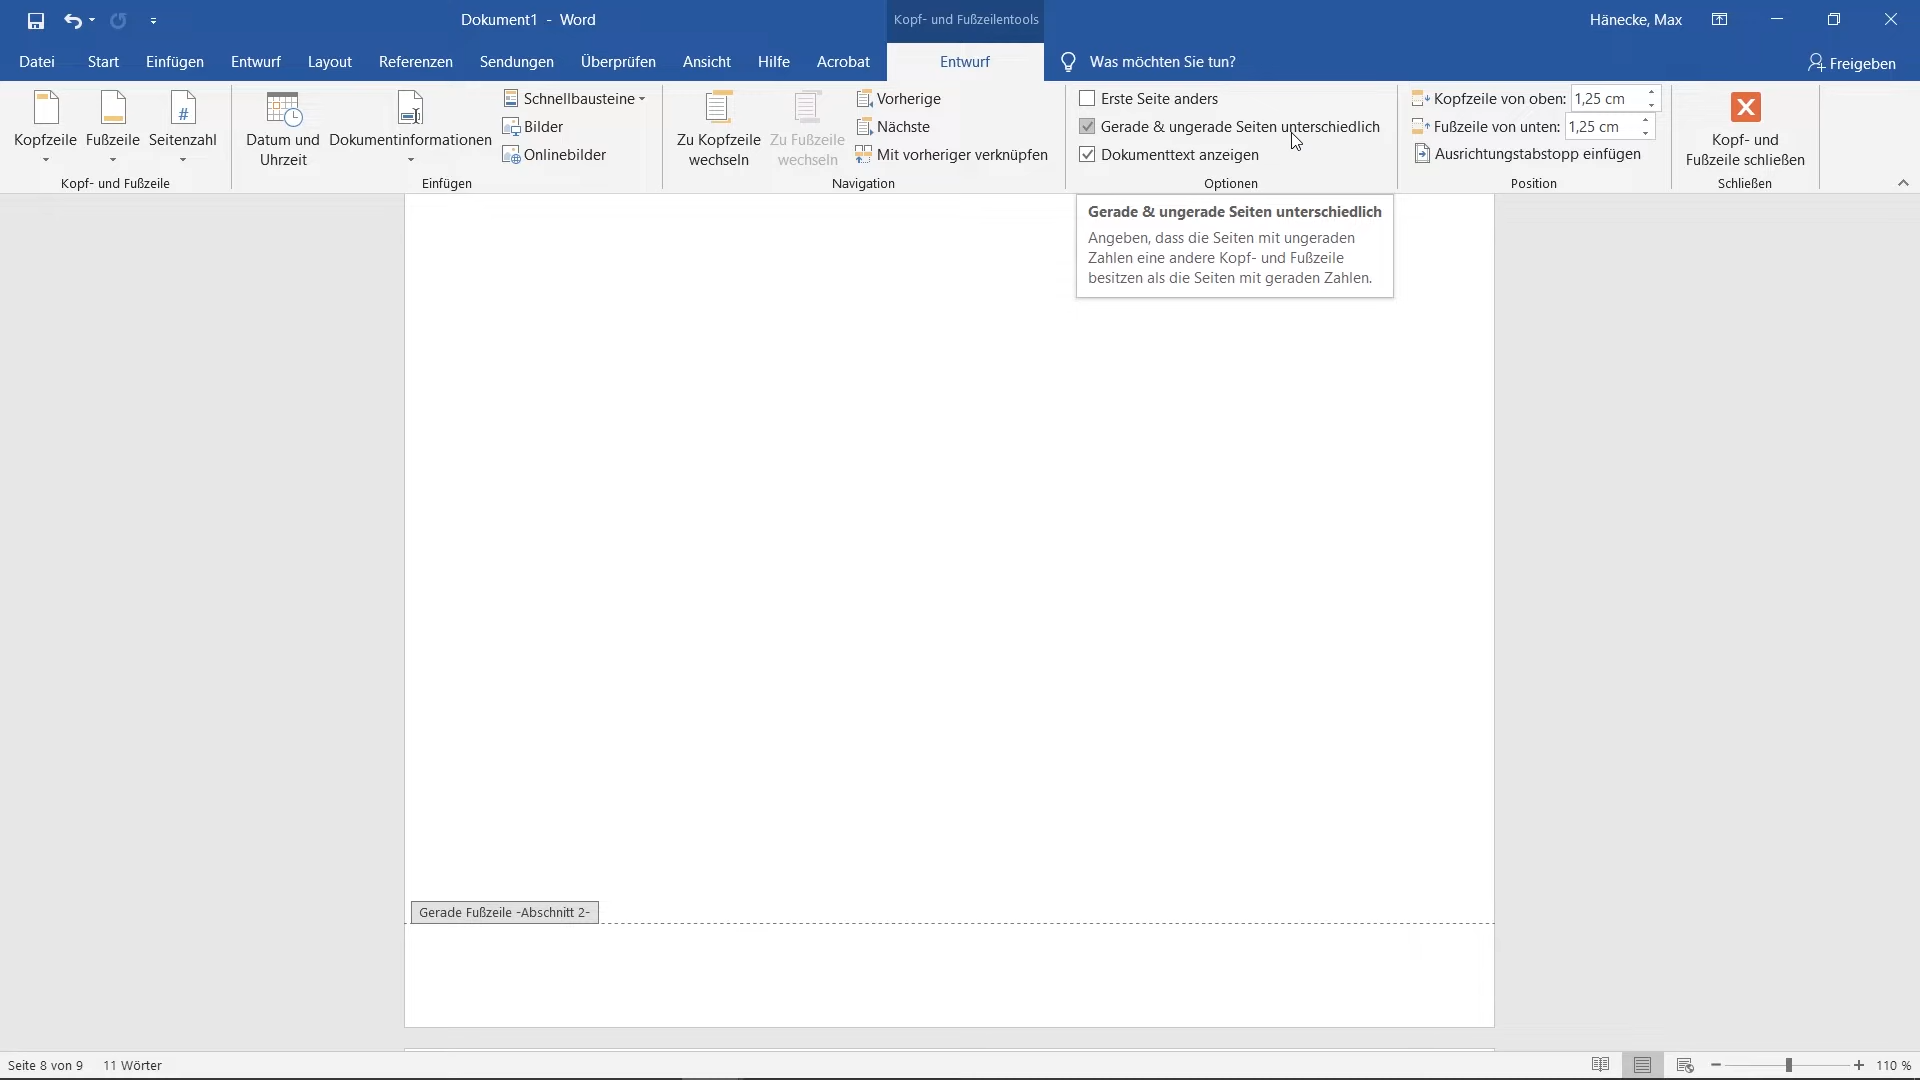 Dokument1 - Word
Kopf- und Fußzeilentools
Hänecke, Max
Datei Start Einfügen Entwurf Layout Referenzen Sendungen Überprüfen Ansicht Hilfe Acrobat Entwurf Was möchten Sie tun? Freigeben
Kopfzeile
Fußzeile
Seitenzahl
Kopf- und Fußzeile
Datum und
Uhrzeit
Dokumentinformationen
Schnellbausteine
Bilder
Onlinebilder
Einfügen
Zu Kopfzeile
wechseln
Zu Fußzeile
wechseln
Vorherige
Nächste
Mit vorheriger verknüpfen
Navigation
Erste Seite anders
Gerade & ungerade Seiten unterschiedlich
Dokumenttext anzeigen
Optionen
Kopfzeile von oben: 1,25 cm
Fußzeile von unten: 1,25 cm
Ausrichtungstabstopp einfügen
Position
Kopf- und
Fußzeile schließen
Schließen
Gerade & ungerade Seiten unterschiedlich
Angeben, dass die Seiten mit ungeraden
Zahlen eine andere Kopf- und Fußzeile
besitzen als die Seiten mit geraden Zahlen.
Gerade Fußzeile -Abschnitt 2-
Seite 8 von 9 11 Wörter
110 %